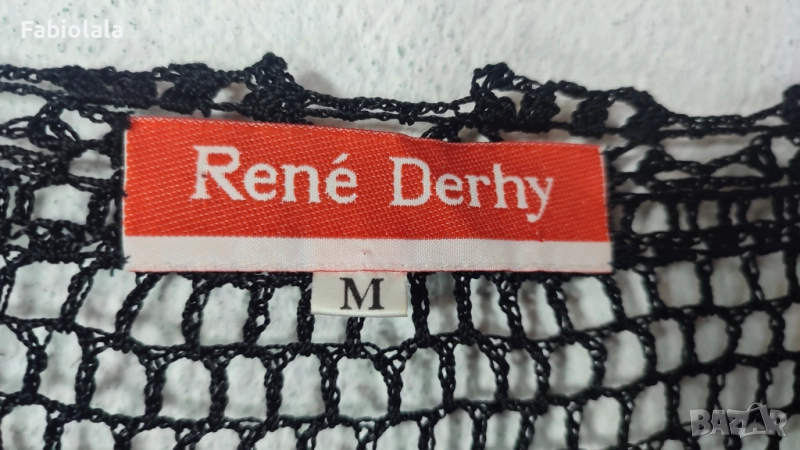 Fabiolala
René Derhy
M
BAZAR